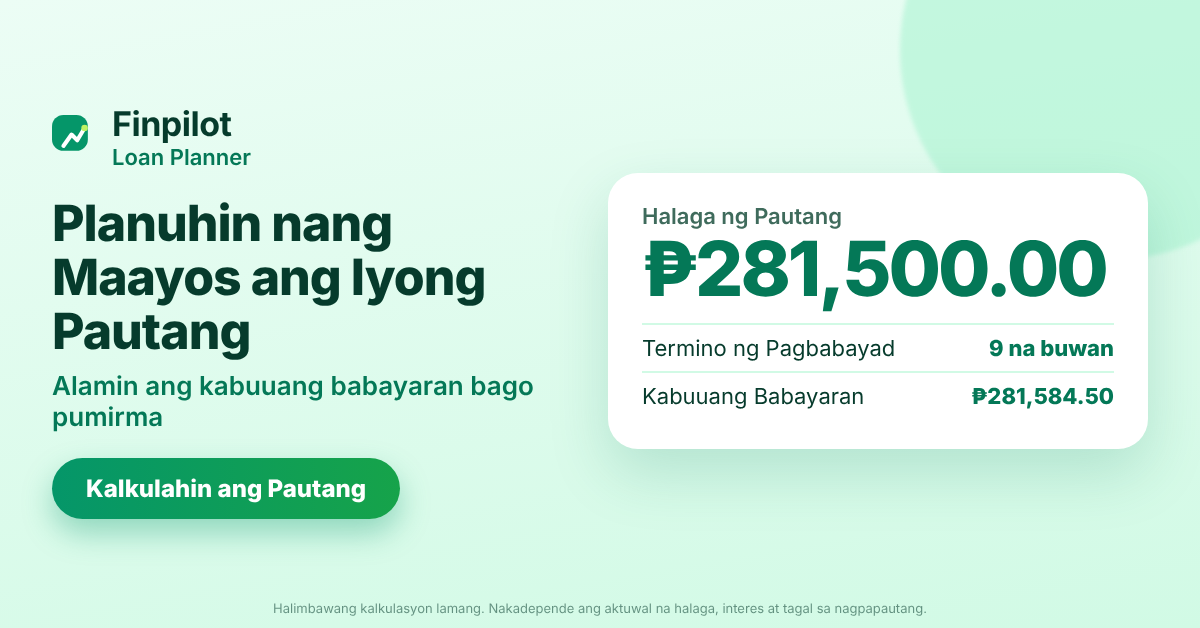 Finpilot
Loan Planner
Planuhin nang
Maayos ang Iyong
Pautang
Alamin ang kabuuang babayaran bago
pumirma
Kalkulahin ang Pautang
Halaga ng Pautang
₱281,500.00
Termino ng Pagbabayad 9 na buwan
Kabuuang Babayaran ₱281,584.50
Halimbawang kalkulasyon lamang. Nakadepende ang aktuwal na halaga, interes at tagal sa nagpapautang.